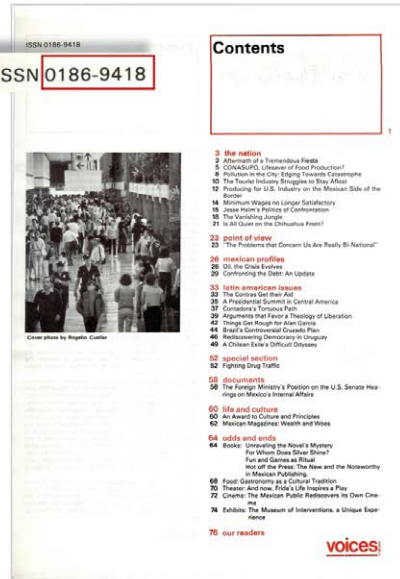 ISSN 0186-9418
SSN 0186-9418
Cover photo by Rogelio Cuellar
Contents
1
3 the nation
3 Aftermath of a Tremendous Fiesta
5 CONASUPO, Lifesaver of Food Production?
8 Pollution in the City: Edging Towards Catastrophe
10 The Tourist Industry Struggles to Stay Afloat
12 Producing for U.S. Industry on the Mexican Side of the
Border
14 Minimum Wages no Longer Satisfactory
15 Jesse Helm's Politics of Confrontation
18 The Vanishing Jungle
21 Is All Quiet on the Chihuahua Front?
23 point of view
23 "The Problems that Concern Us Are Really Bi-National"
26 mexican profiles
26 Oil, the Crisis Evolves
29 Confronting the Debt: An Update
33 latin american issues
33 The Contras Get their Aid
35 A Presidential Summit in Central America
37 Contadora's Tortuous Path
39 Arguments that Favor a Theology of Liberation
42 Things Get Rough for Alan García
44 Brazil's Controversial Cruzado Plan
46 Rediscovering Democracy in Uruguay
49 A Chilean Exile's Difficult Odyssey
52 special section
52 Fighting Drug Traffic
58 documents
58 The Foreign Ministry's Position on the U.S. Senate Hea-
rings on Mexico's Internal Affairs
60 life and culture
60 An Award to Culture and Principles
62 Mexican Magazines: Wealth and Woes
64 odds and ends
64 Books: Unraveling the Novel's Mystery
For Whom Does Silver Shine?
Fun and Games as Ritual
Hot off the Press: The New and the Noteworthy
in Mexican Publishing.
68 Food: Gastronomy as a Cultural Tradition
70 Theater: And now, Frida's Life Inspires a Play
72 Cinema: The Mexican Public Rediscovers its Own Cine-
ma
74 Exhibits: The Museum of Interventions, a Unique Expe-
rience
76 our readers
voices